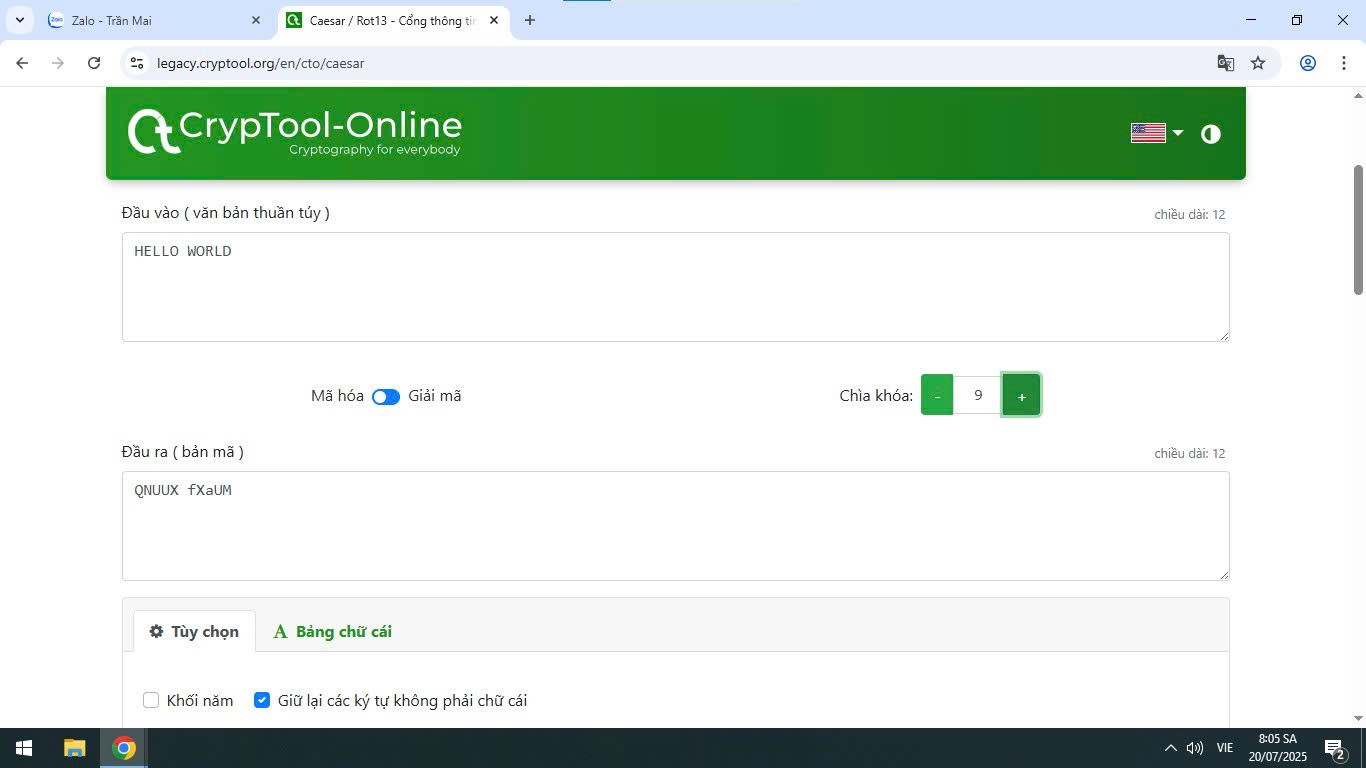 Zalo - Trần Mai
Caesar / Rot13 - Cổng thông tin
legacy.cryptool.org/en/cto/caesar
CrypTool-Online
Cryptography for everybody
Đầu vào ( văn bản thuần túy )
chiều dài: 12
HELLO WORLD
Mã hóa Giải mã
Chìa khóa: - 9 +
Đầu ra ( bản mã )
chiều dài: 12
QNUUX fXaUM
Tùy chọn
A Bảng chữ cái
Khối năm
Giữ lại các ký tự không phải chữ cái
VIE
8:05 SA
20/07/2025
2